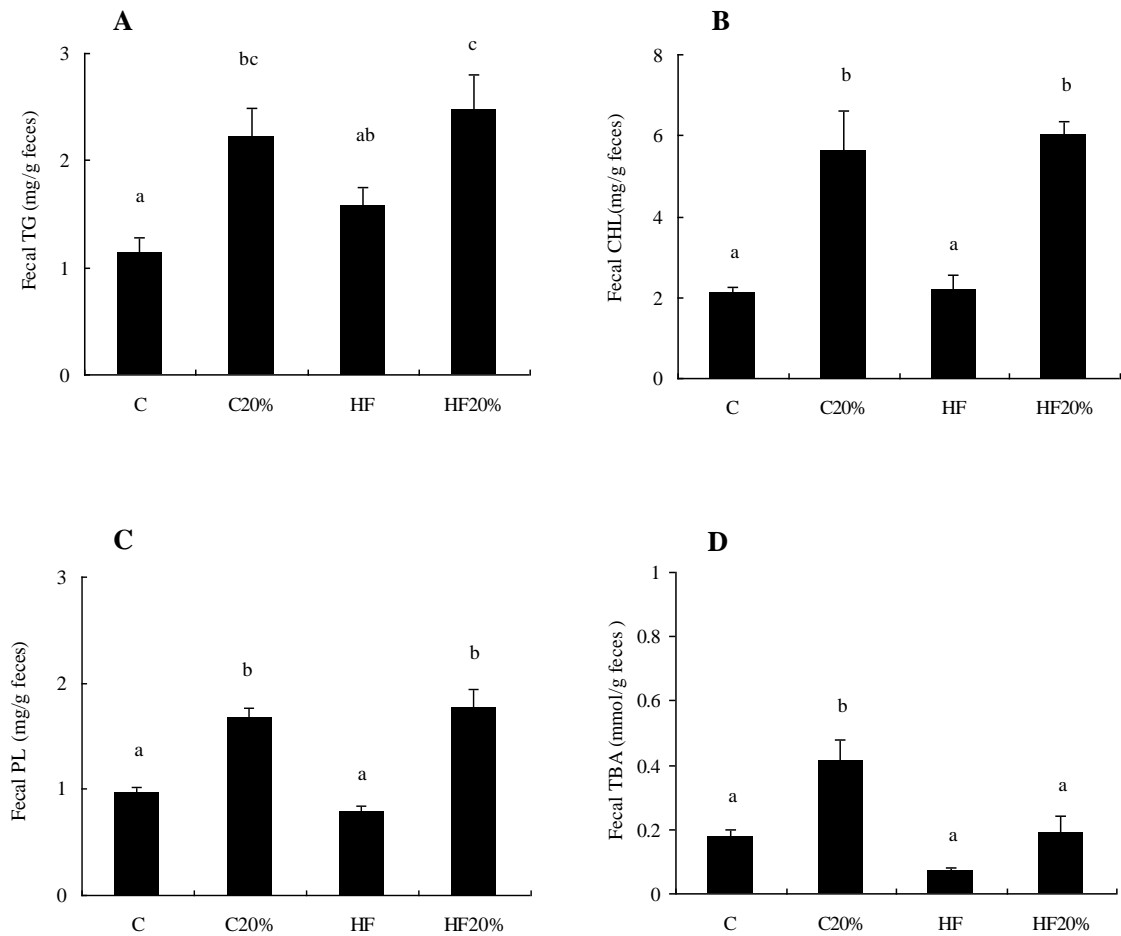 A
Fecal TG (mg/g feces)
3
2
1
0
a
bc
ab
c
C C20% HF HF20%
B
Fecal CHL(mg/g feces)
8
6
4
2
0
a
b
a
b
C C20% HF HF20%
C
Fecal PL (mg/g feces)
3
2
1
0
a
b
a
b
C C20% HF HF20%
D
Fecal TBA (mmol/g feces )
1
0.8
0.6
0.4
0.2
0
a
b
a
a
C C20% HF HF20%